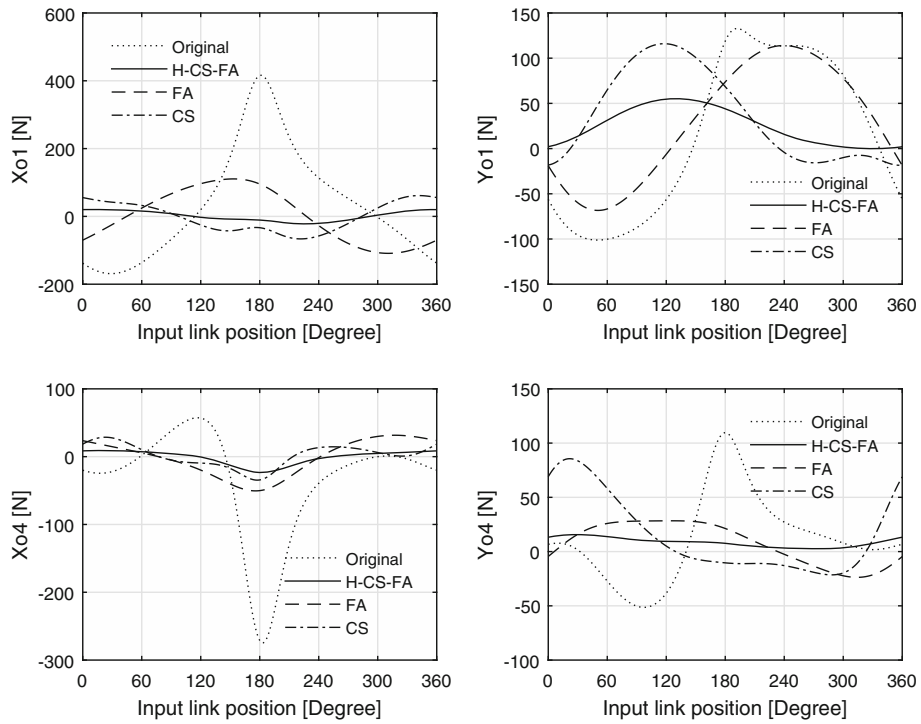 600
400
200
0
-200
Xo1 [N]
Original
H-CS-FA
FA
CS
0 60 120 180 240 300 360
Input link position [Degree]
150
100
50
0
-50
-100
-150
Yo1 [N]
Original
H-CS-FA
FA
CS
0 60 120 180 240 300 360
Input link position [Degree]
100
0
-100
-200
-300
Xo4 [N]
Original
H-CS-FA
FA
CS
0 60 120 180 240 300 360
Input link position [Degree]
150
100
50
0
-50
-100
Yo4 [N]
Original
H-CS-FA
FA
CS
0 60 120 180 240 300 360
Input link position [Degree]